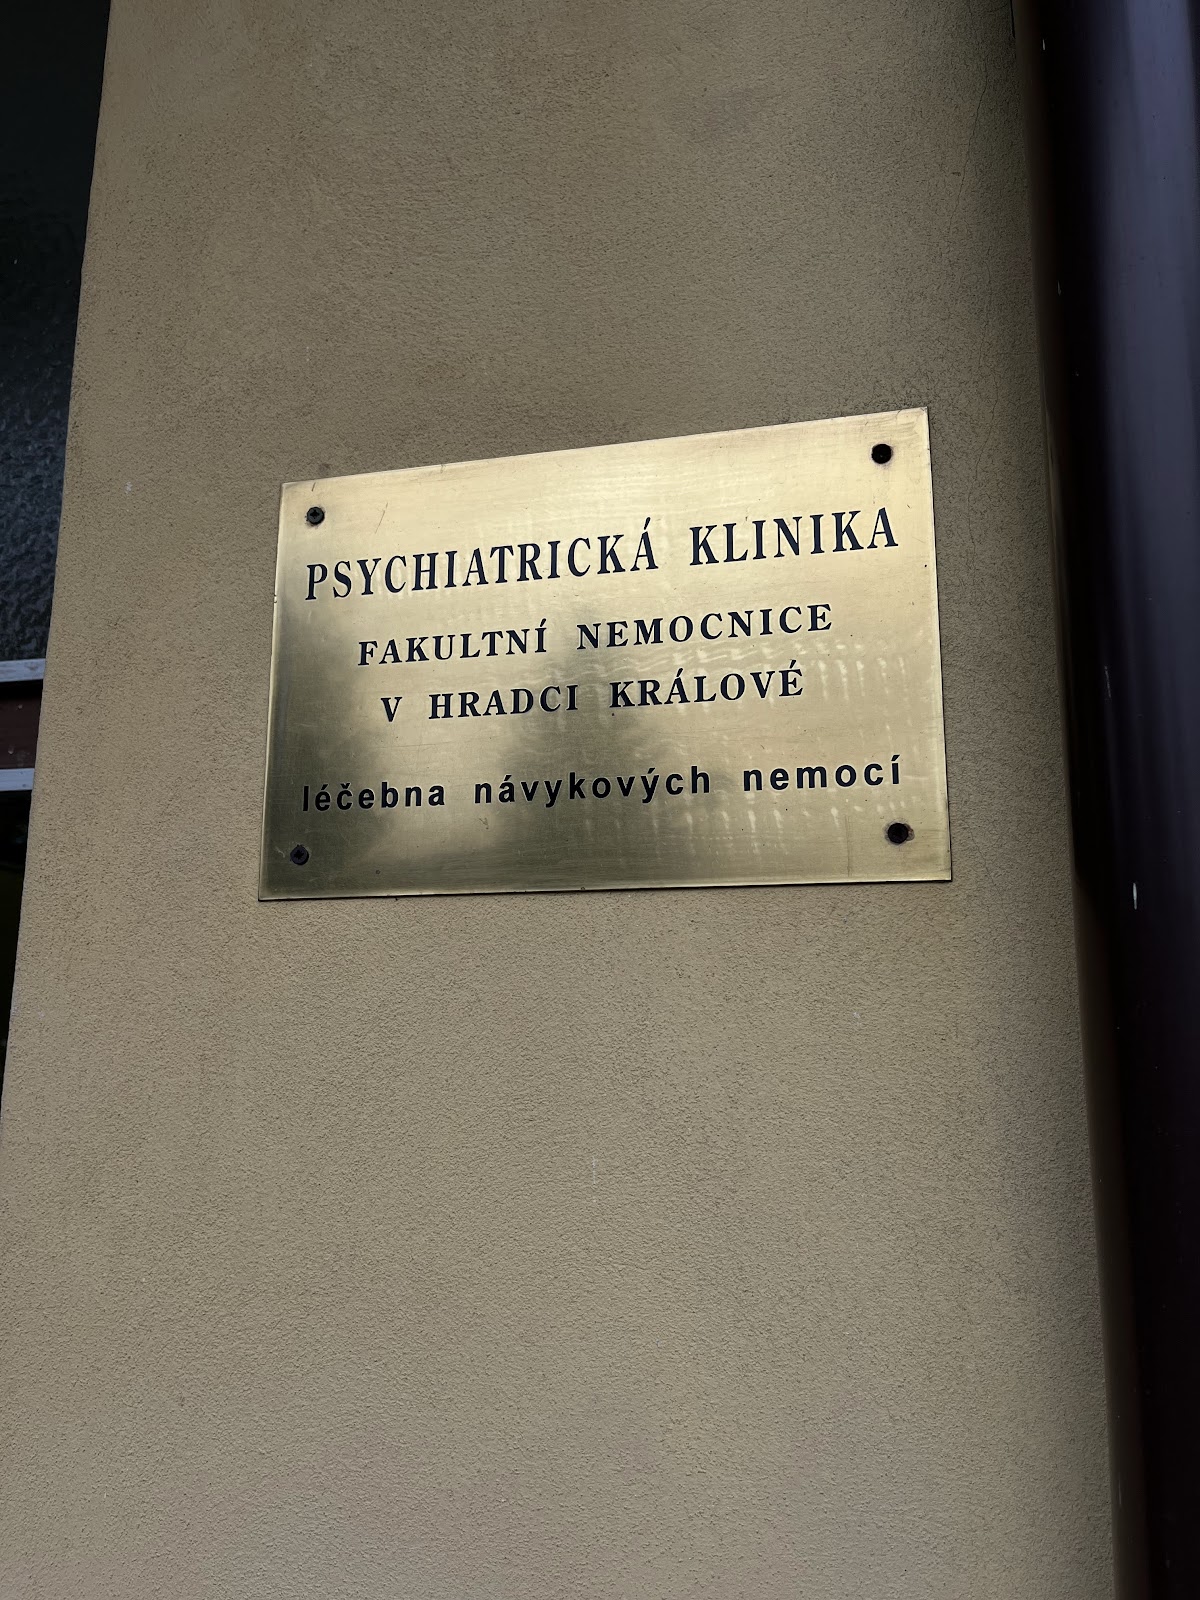 PSYCHIATRICKÁ KLINIKA
FAKULTNÍ NEMOCNICE
V HRADCI KRÁLOVÉ
léčebna návykových nemocí